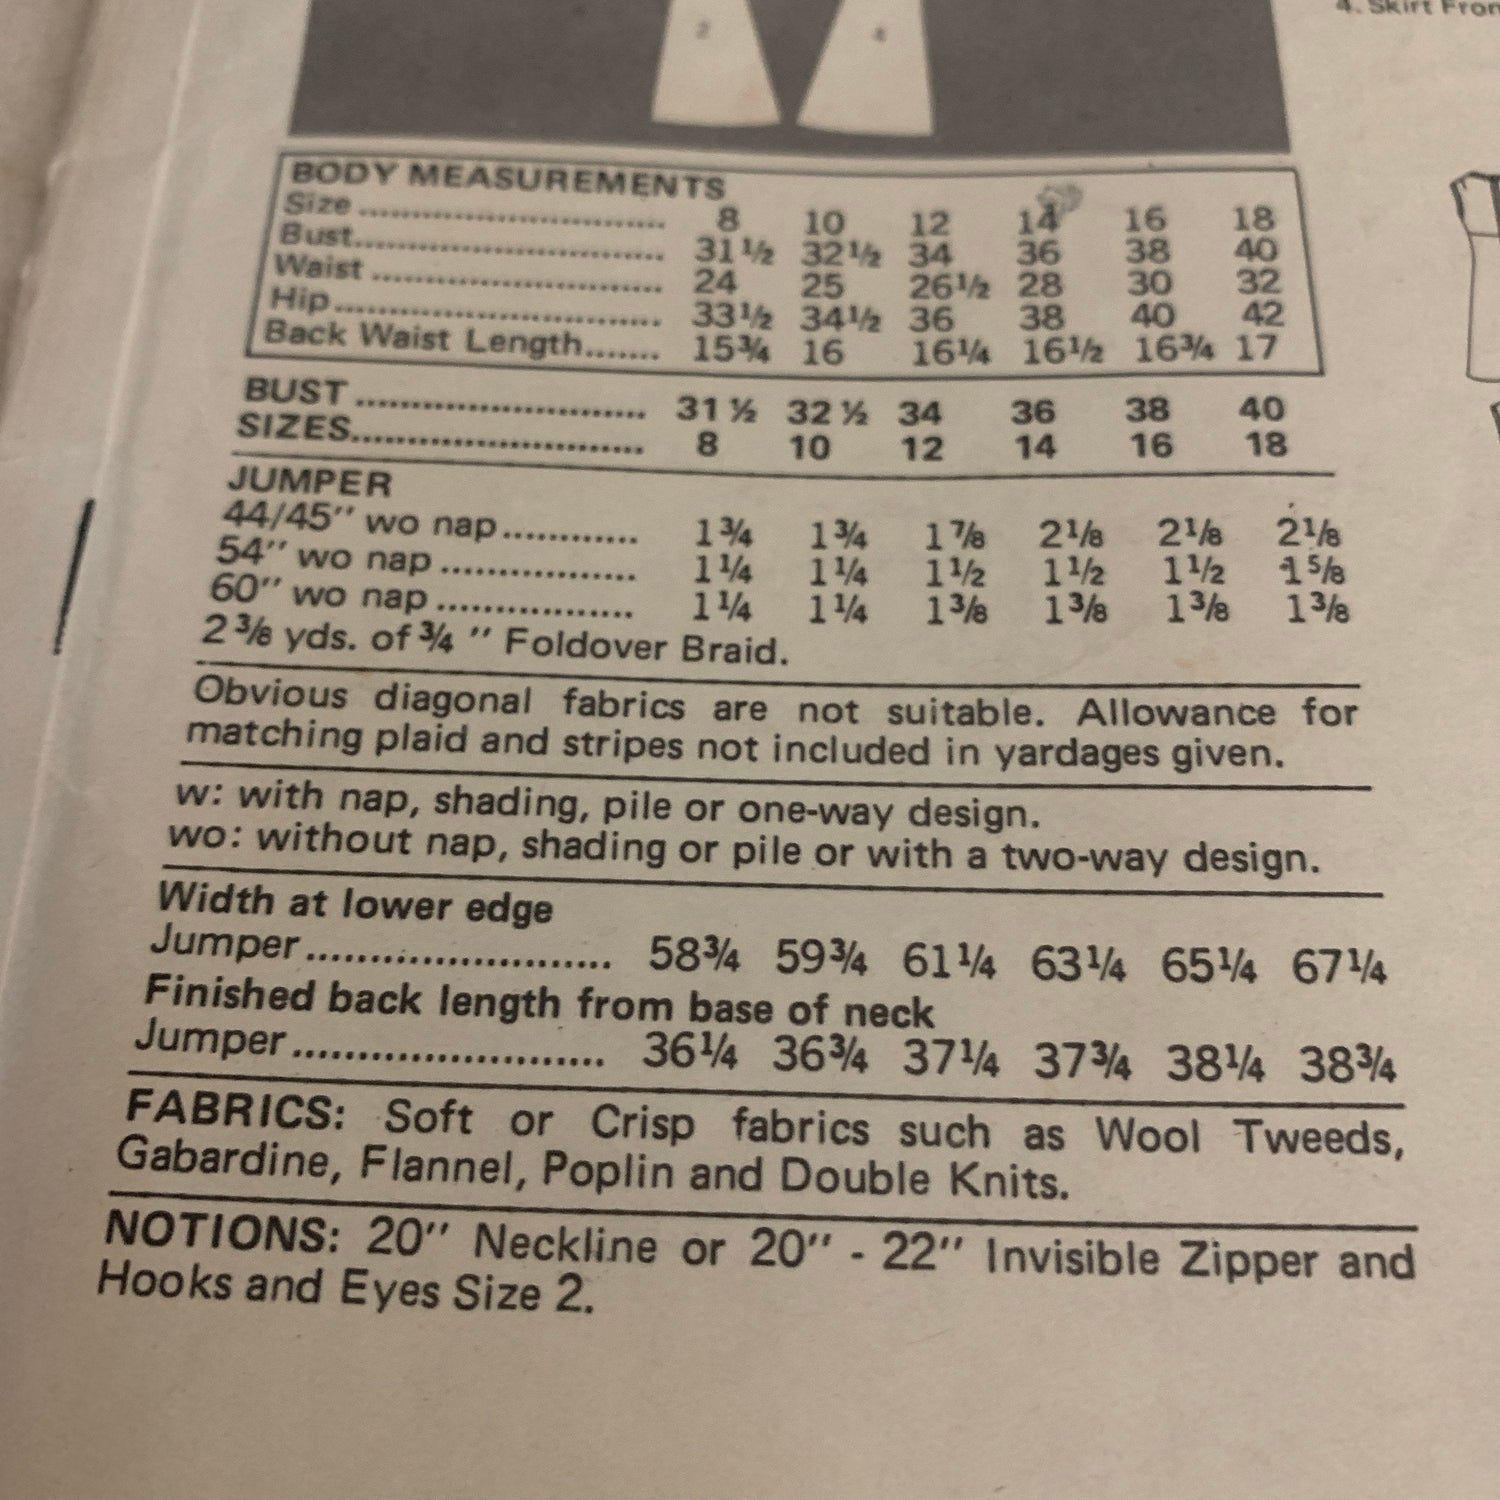 4. Skirt Fron
2 4
BODY MEASUREMENTS
Size ............................ 8 10 12 14 16 18
Bust............................ 31½ 32½ 34 36 38 40
Waist .......................... 24 25 26½ 28 30 32
Hip.............................. 33½ 34½ 36 38 40 42
Back Waist Length....... 15¾ 16 16¼ 16½ 16¾ 17
BUST .......................... 31½ 32½ 34 36 38 40
SIZES.......................... 8 10 12 14 16 18
JUMPER
44/45" wo nap............ 1¾ 1¾ 1⅞ 2⅛ 2⅛ 2⅛
54" wo nap ................ 1¼ 1¼ 1½ 1½ 1½ 1⅝
60" wo nap ................ 1¼ 1¼ 1⅜ 1⅜ 1⅜ 1⅜
2⅜ yds. of ¾ " Foldover Braid.
Obvious diagonal fabrics are not suitable. Allowance for
matching plaid and stripes not included in yardages given.
w: with nap, shading, pile or one-way design.
wo: without nap, shading or pile or with a two-way design.
Width at lower edge
Jumper........................ 58¾ 59¾ 61¼ 63¼ 65¼ 67¼
Finished back length from base of neck
Jumper ........................ 36¼ 36¾ 37¼ 37¾ 38¼ 38¾
FABRICS: Soft or Crisp fabrics such as Wool Tweeds,
Gabardine, Flannel, Poplin and Double Knits.
NOTIONS: 20" Neckline or 20" - 22" Invisible Zipper and
Hooks and Eyes Size 2.